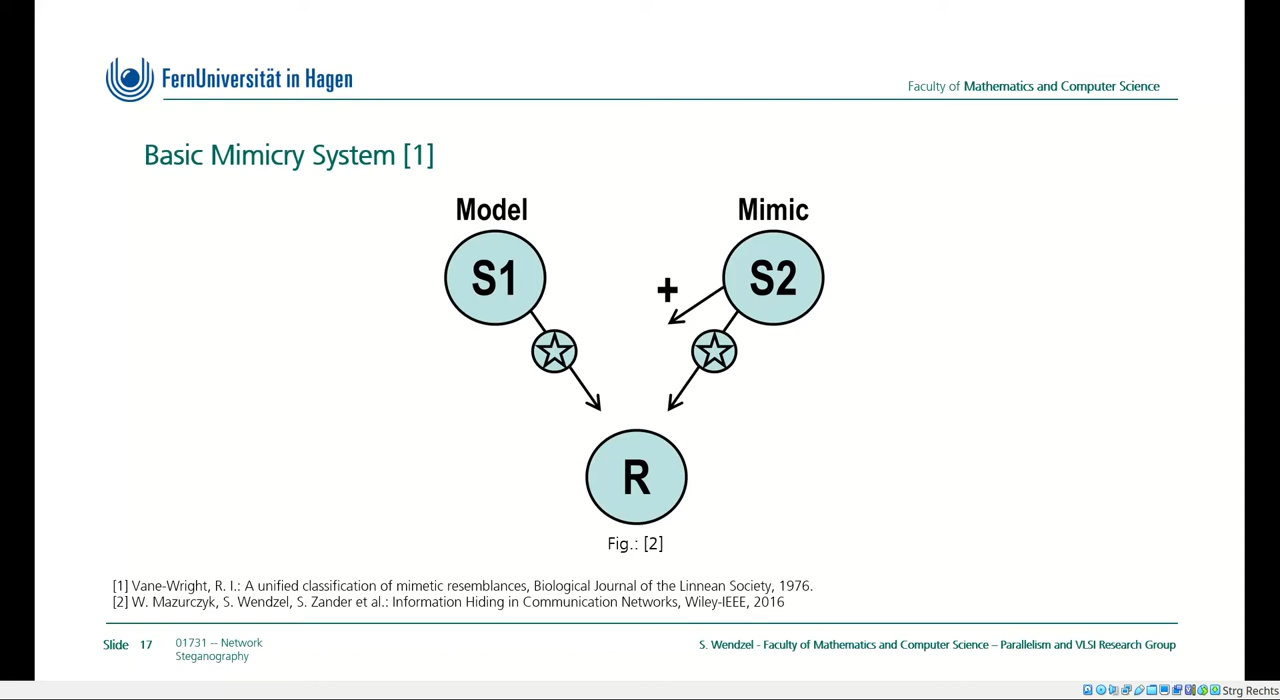 FernUniversität in Hagen
Faculty of Mathematics and Computer Science
Basic Mimicry System [1]
Model
Mimic
S1
+
S2
R
Fig.: [2]
[1] Vane-Wright, R. I.: A unified classification of mimetic resemblances, Biological Journal of the Linnean Society, 1976.
[2] W. Mazurczyk, S. Wendzel, S. Zander et al.: Information Hiding in Communication Networks, Wiley-IEEE, 2016
Slide 17
01731 -- Network
Steganography
S. Wendzel - Faculty of Mathematics and Computer Science – Parallelism and VLSI Research Group
Strg Rechts